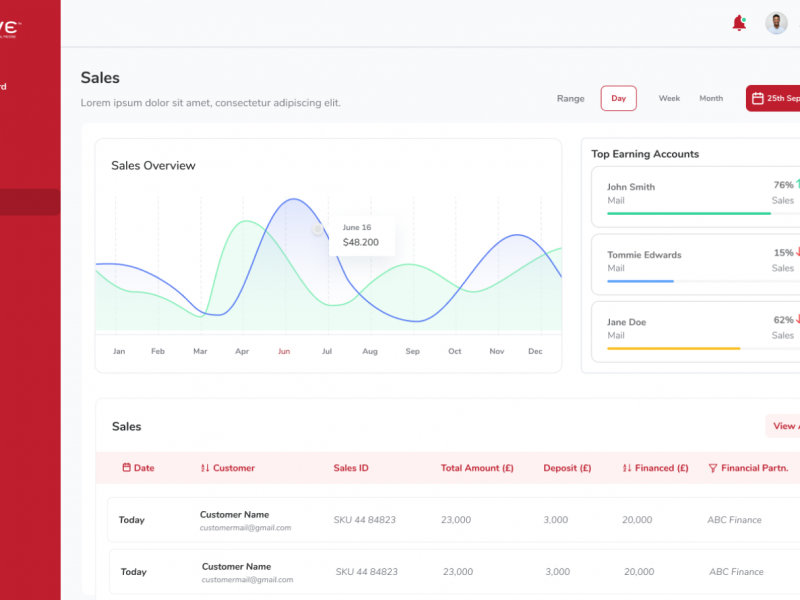 Sales
Lorem ipsum dolor sit amet, consectetur adipiscing elit.
Range
Day
Week
Month
25th Sep
Sales Overview
June 16
$48.200
Jan Feb Mar Apr Jun Jul Aug Sep Oct Nov Dec
Top Earning Accounts
John Smith 76%
Mail Sales
Tommie Edwards 15%
Mail Sales
Jane Doe 62%
Mail Sales
Sales
View
Date Customer Sales ID Total Amount (£) Deposit (£) Financed (£) Financial Partn.
Today Customer Name SKU 44 84823 23,000 3,000 20,000 ABC Finance
customermail@gmail.com
Today Customer Name SKU 44 84823 23,000 3,000 20,000 ABC Finance
customermail@gmail.com